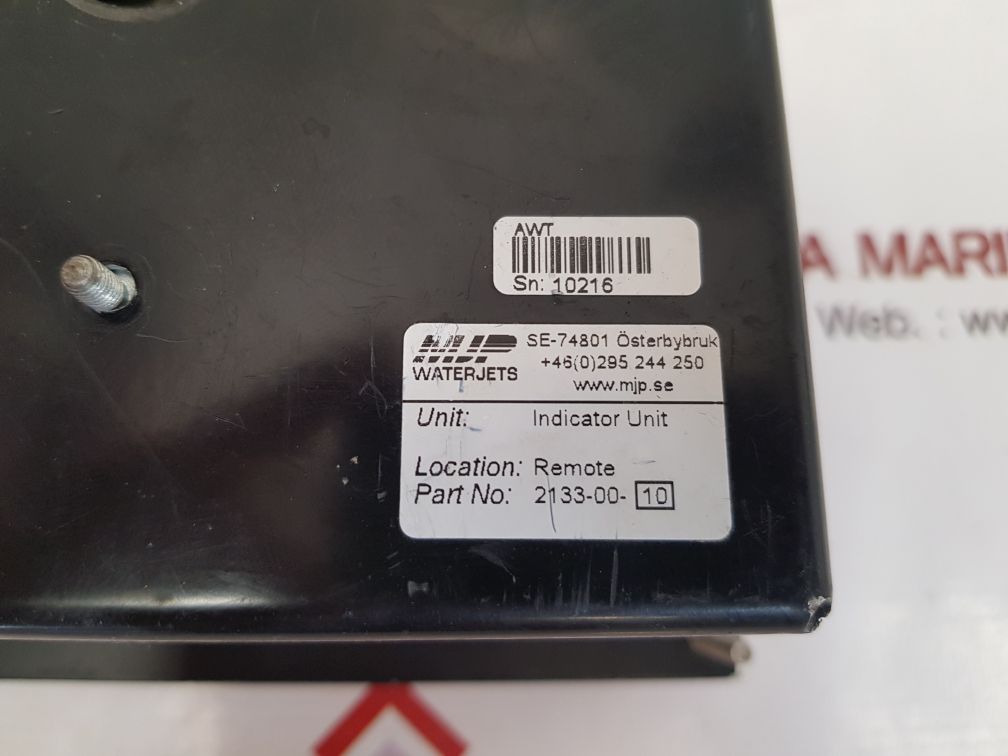 AWT
Sn: 10216
MJP WATERJETS
SE-74801 Österbybruk
+46(0)295 244 250
www.mjp.se
Unit: Indicator Unit
Location: Remote
Part No: 2133-00- 10
A MARI
Web. : ww